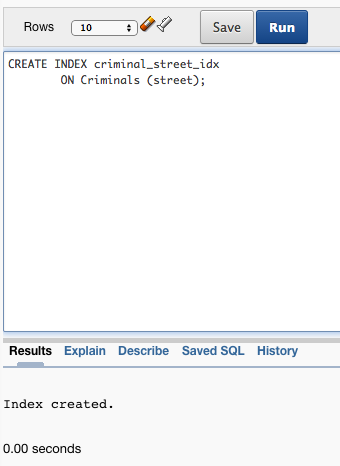 Rows 10 Save Run
CREATE INDEX criminal_street_idx
ON Criminals (street);
Results Explain Describe Saved SQL History
Index created.
0.00 seconds